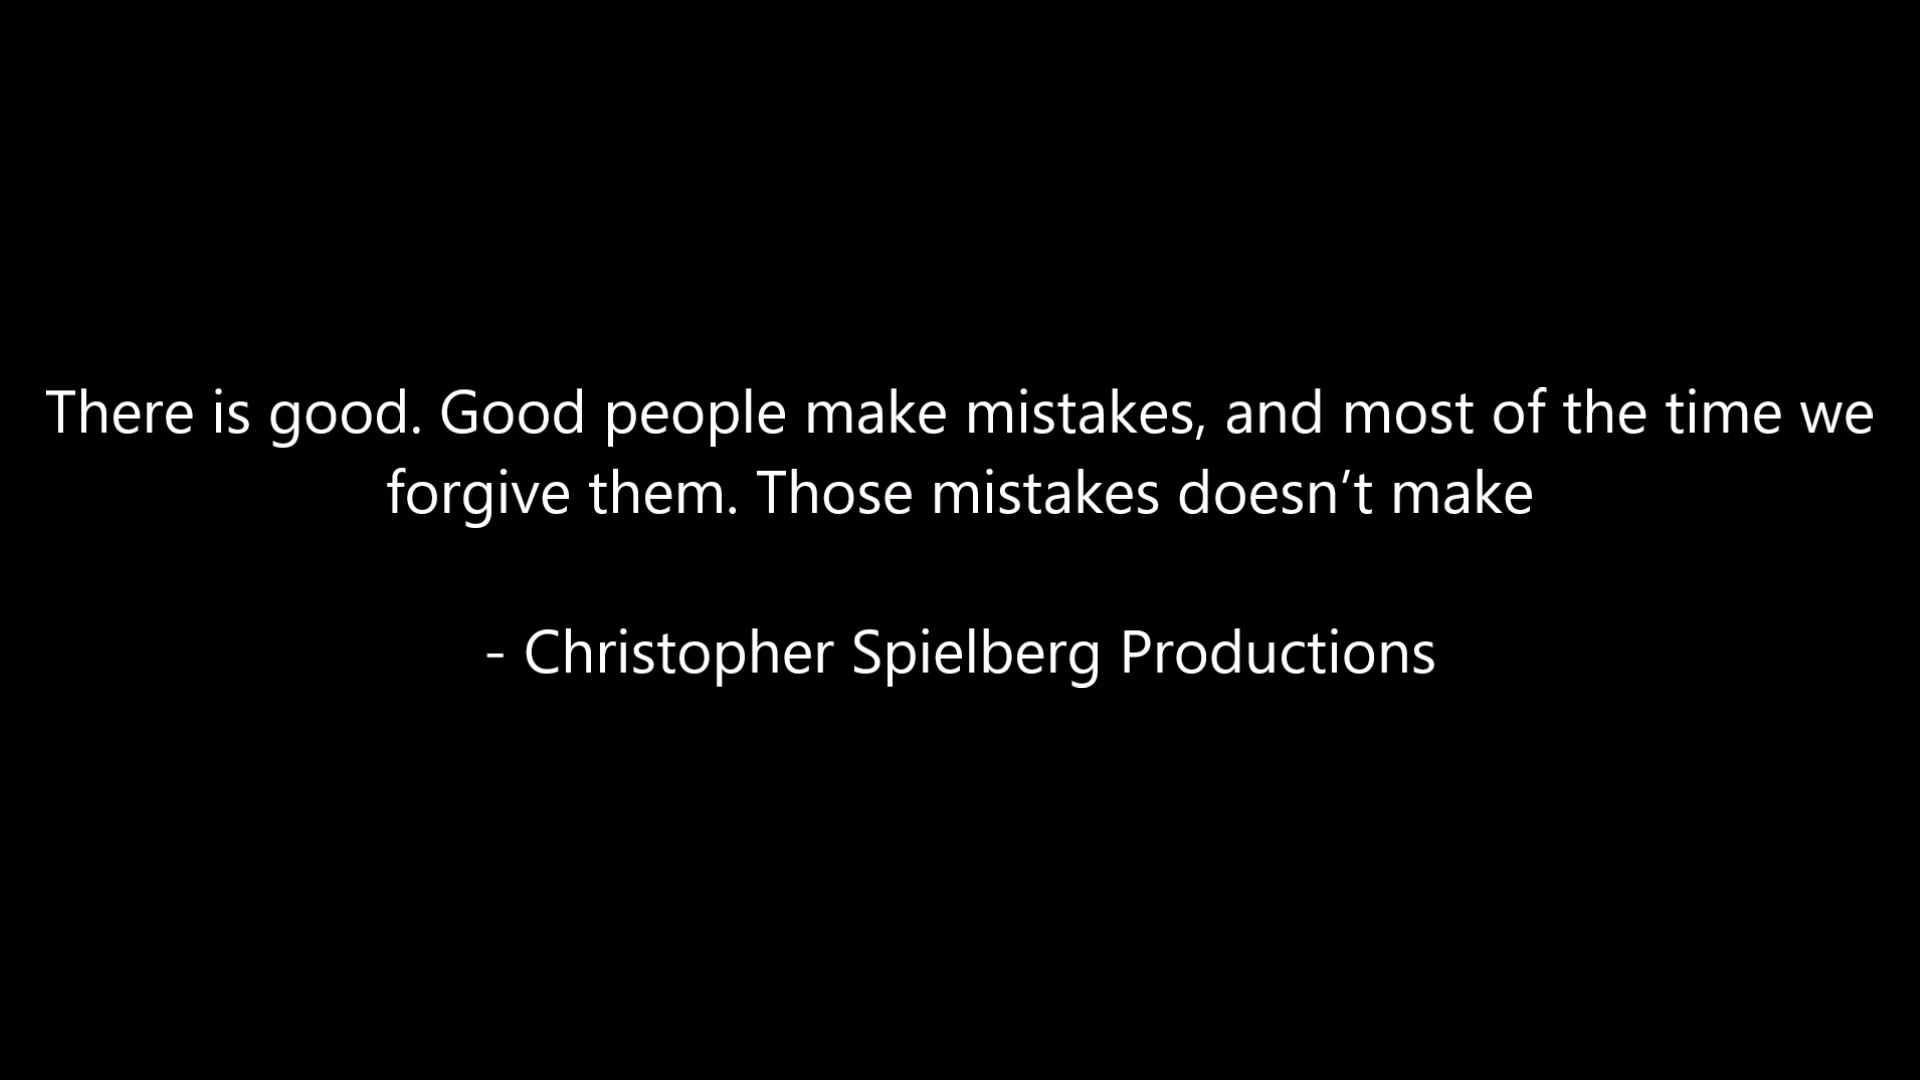 There is good. Good people make mistakes, and most of the time we
forgive them. Those mistakes doesn’t make
- Christopher Spielberg Productions